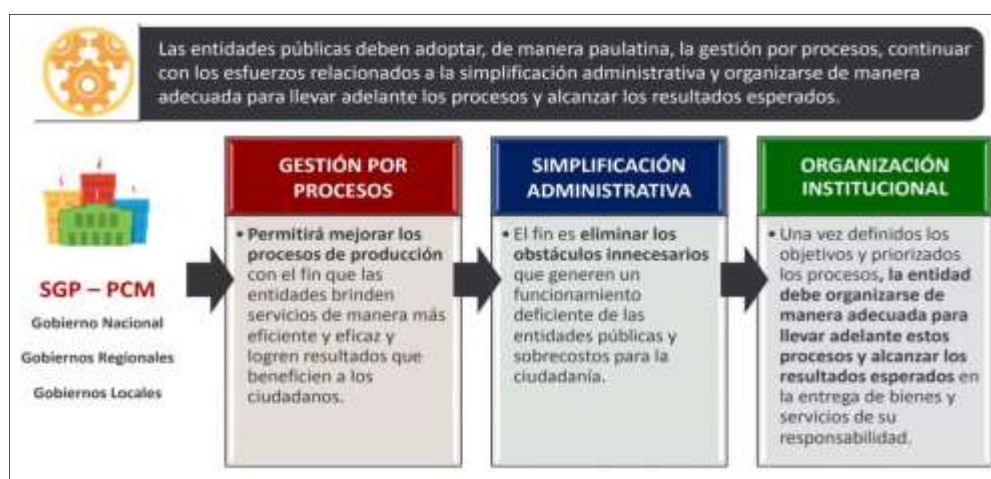 Las entidades públicas deben adoptar, de manera paulatina, la gestión por procesos, continuar
con los esfuerzos relacionados a la simplificación administrativa y organizarse de manera
adecuada para llevar adelante los procesos y alcanzar los resultados esperados.
SGP – PCM
Gobierno Nacional
Gobiernos Regionales
Gobiernos Locales
GESTIÓN POR
PROCESOS
• Permitirá mejorar los
procesos de producción
con el fin que las
entidades brinden
servicios de manera más
eficiente y eficaz y
logren resultados que
beneficien a los
ciudadanos.
SIMPLIFICACIÓN
ADMINISTRATIVA
• El fin es eliminar los
obstáculos innecesarios
que generen un
funcionamiento
deficiente de las
entidades públicas y
sobrecostos para la
ciudadanía.
ORGANIZACIÓN
INSTITUCIONAL
• Una vez definidos los
objetivos y priorizados
los procesos, la entidad
debe organizarse de
manera adecuada para
llevar adelante estos
procesos y alcanzar los
resultados esperados en
la entrega de bienes y
servicios de su
responsabilidad.